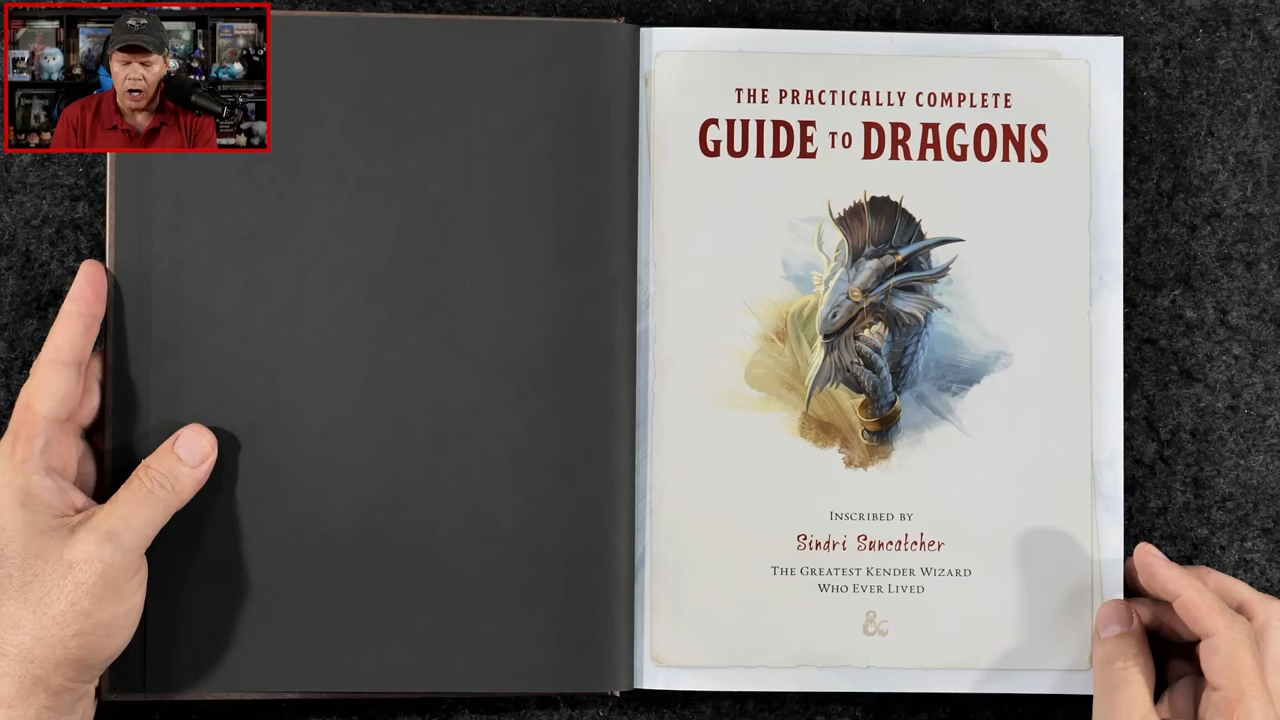 THE PRACTICALLY COMPLETE
GUIDE TO DRAGONS
INSCRIBED BY
Sindri Suncatcher
THE GREATEST KENDER WIZARD
WHO EVER LIVED
&